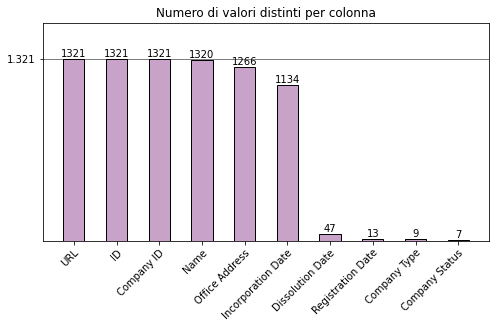 Numero di valori distinti per colonna
1.321
1321 1321 1321 1320 1266 1134 47 13 9 7
URL
ID
Company ID
Name
Office Address
Incorporation Date
Dissolution Date
Registration Date
Company Type
Company Status